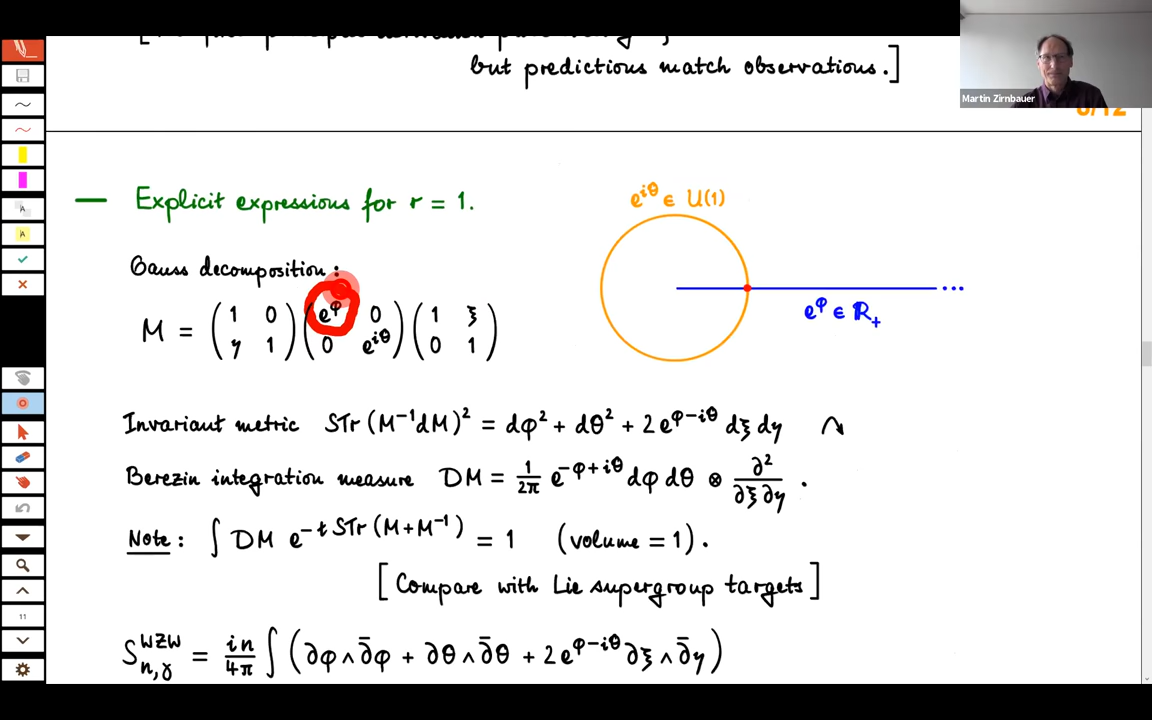 but predictions match observations.]
Martin Zirnbauer
— Explicit expressions for r = 1.
e^{iθ} ∈ U(1)
Gauss decomposition:
M = (1 0; y 1)(e^φ 0; 0 e^{iθ})(1 ξ; 0 1)
e^φ ∈ ℝ₊
...
Invariant metric STr(M⁻¹dM)² = dφ² + dθ² + 2e^{φ-iθ} dξ dy ↷
Berezin integration measure DM = 1/2π e^{-φ+iθ} dφ dθ ⊗ ∂²/∂ξ∂y .
Note: ∫ DM e^{-t STr(M+M⁻¹)} = 1 (volume = 1).
[Compare with Lie supergroup targets]
S^{WZW}_{n,γ} = in/4π ∫ (∂φ ∧ ∂̄φ + ∂θ ∧ ∂̄θ + 2e^{φ-iθ} ∂ξ ∧ ∂̄y)
11